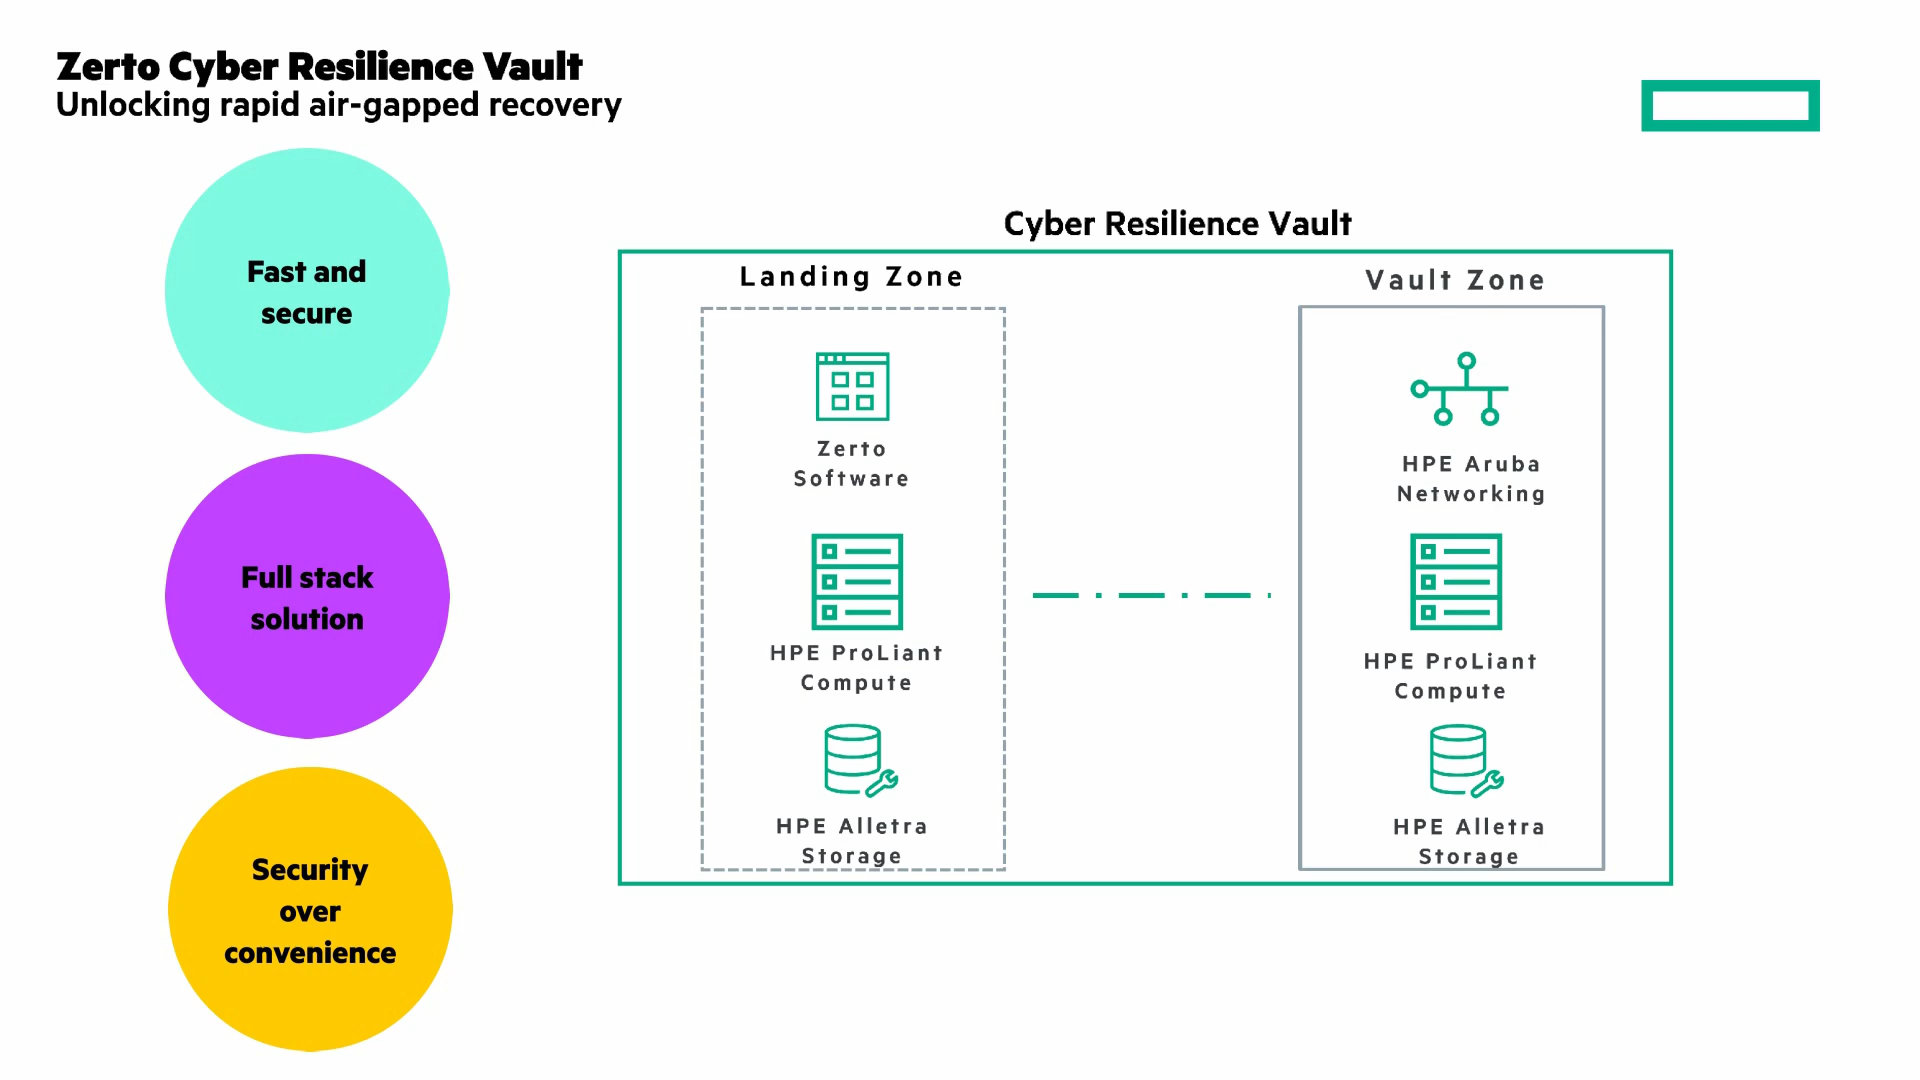 Zerto Cyber Resilience Vault
Unlocking rapid air-gapped recovery
Fast and
secure
Full stack
solution
Security
over
convenience
Cyber Resilience Vault
Landing Zone
Zerto
Software
HPE ProLiant
Compute
HPE Alletra
Storage
Vault Zone
HPE Aruba
Networking
HPE ProLiant
Compute
HPE Alletra
Storage